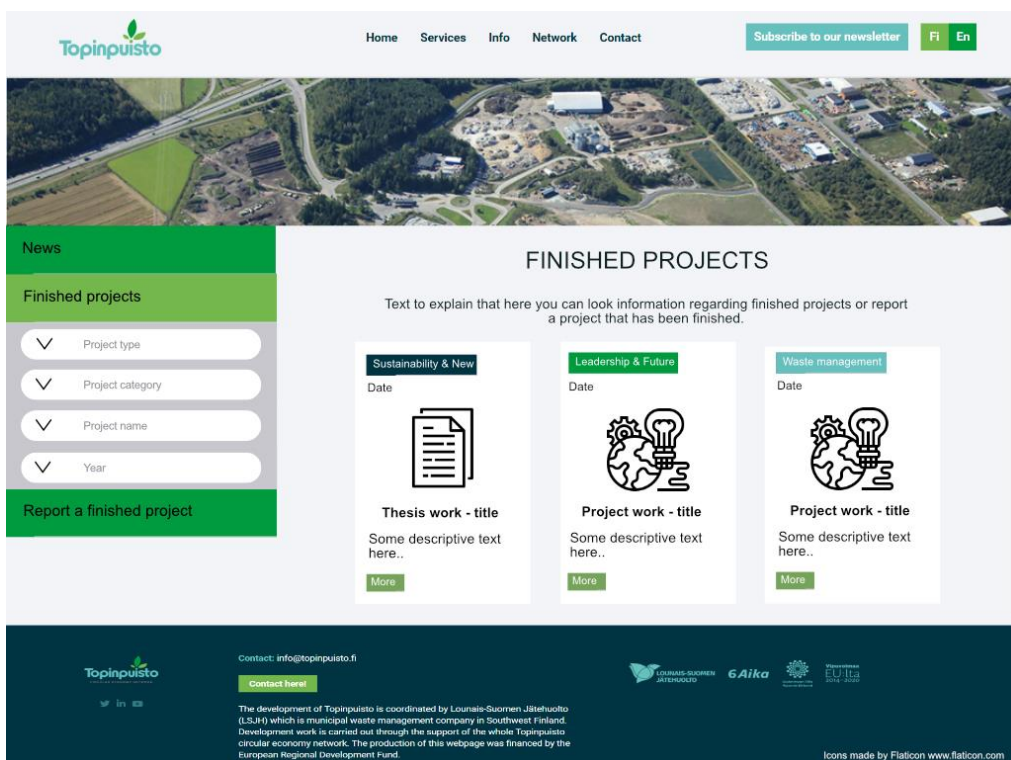 Topinpuisto
Home Services Info Network Contact
Subscribe to our newsletter
Fi En
News
Finished projects
Project type
Project category
Project name
Year
Report a finished project
FINISHED PROJECTS
Text to explain that here you can look information regarding finished projects or report
a project that has been finished.
Sustainability & New
Date
Thesis work - title
Some descriptive text
here..
More
Leadership & Future
Date
Project work - title
Some descriptive text
here..
More
Waste management
Date
Project work - title
Some descriptive text
here..
More
Topinpuisto
Contact: info@topinpuisto.fi
Contact here!
The development of Topinpuisto is coordinated by Lounais-Suomen Jätehuolto
(LSJH) which is municipal waste management company in Southwest Finland.
Development work is carried out through the support of the whole Topinpuisto
circular economy network. The production of this webpage was financed by the
European Regional Development Fund.
LOUNAIS-SUOMEN
JÄTEHUOLTO
6Aika
Vipuvoimaa
EU:lta
2014-2020
Icons made by Flaticon www.flaticon.com